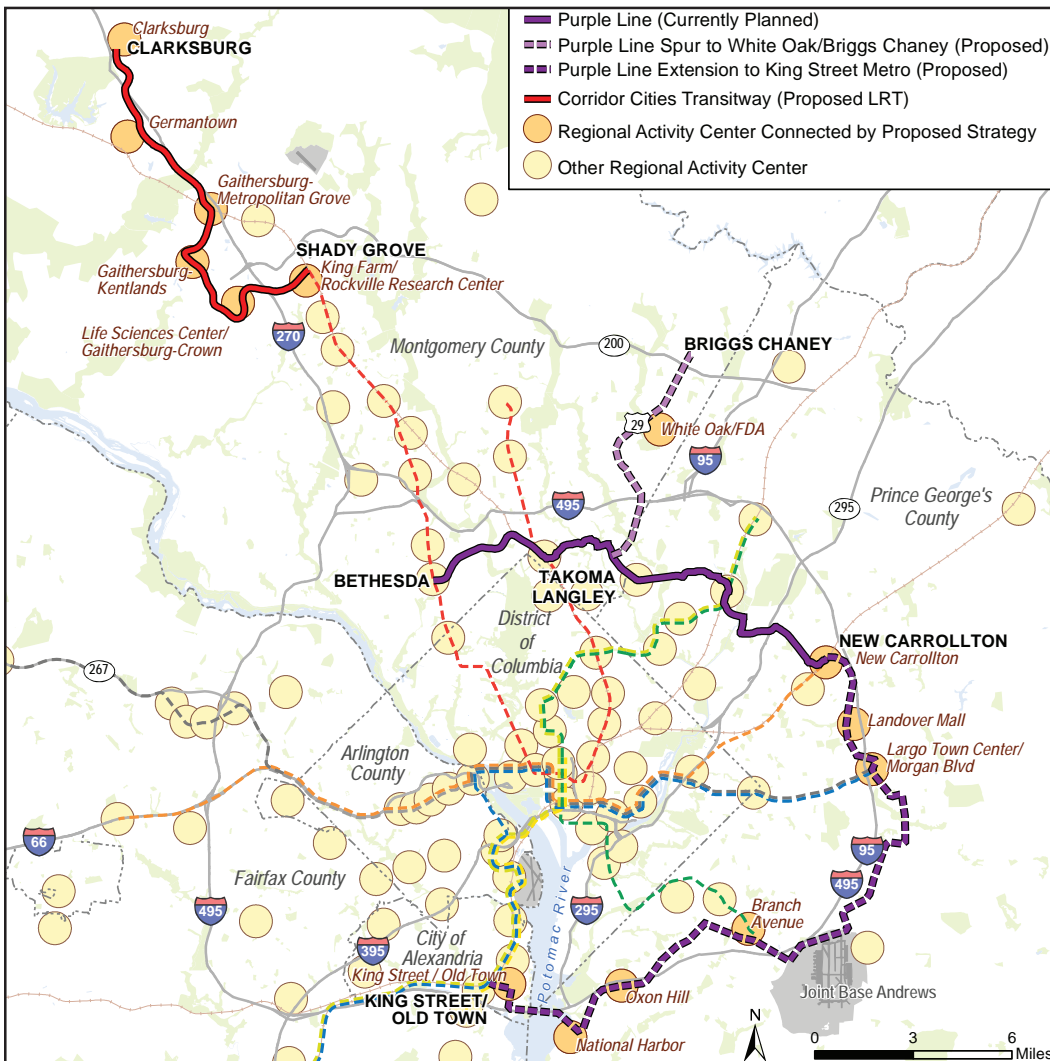 Purple Line (Currently Planned)
Purple Line Spur to White Oak/Briggs Chaney (Proposed)
Purple Line Extension to King Street Metro (Proposed)
Corridor Cities Transitway (Proposed LRT)
Regional Activity Center Connected by Proposed Strategy
Other Regional Activity Center
Clarksburg
CLARKSBURG
Germantown
Gaithersburg-
Metropolitan Grove
SHADY GROVE
King Farm/
Rockville Research Center
Gaithersburg-
Kentlands
Life Sciences Center/
Gaithersburg-Crown
270
Montgomery County
200
BRIGGS CHANEY
29
White Oak/FDA
95
495
Prince George's
County
295
BETHESDA
TAKOMA
LANGLEY
District
of
Columbia
NEW CARROLLTON
New Carrollton
267
Landover Mall
Largo Town Center/
Morgan Blvd
Arlington
County
66
95
Fairfax County
495
495
295
Potomac River
Branch
Avenue
395
City of
Alexandria
King Street / Old Town
KING STREET/
OLD TOWN
Oxon Hill
Joint Base Andrews
National Harbor
N
0 3 6
Miles